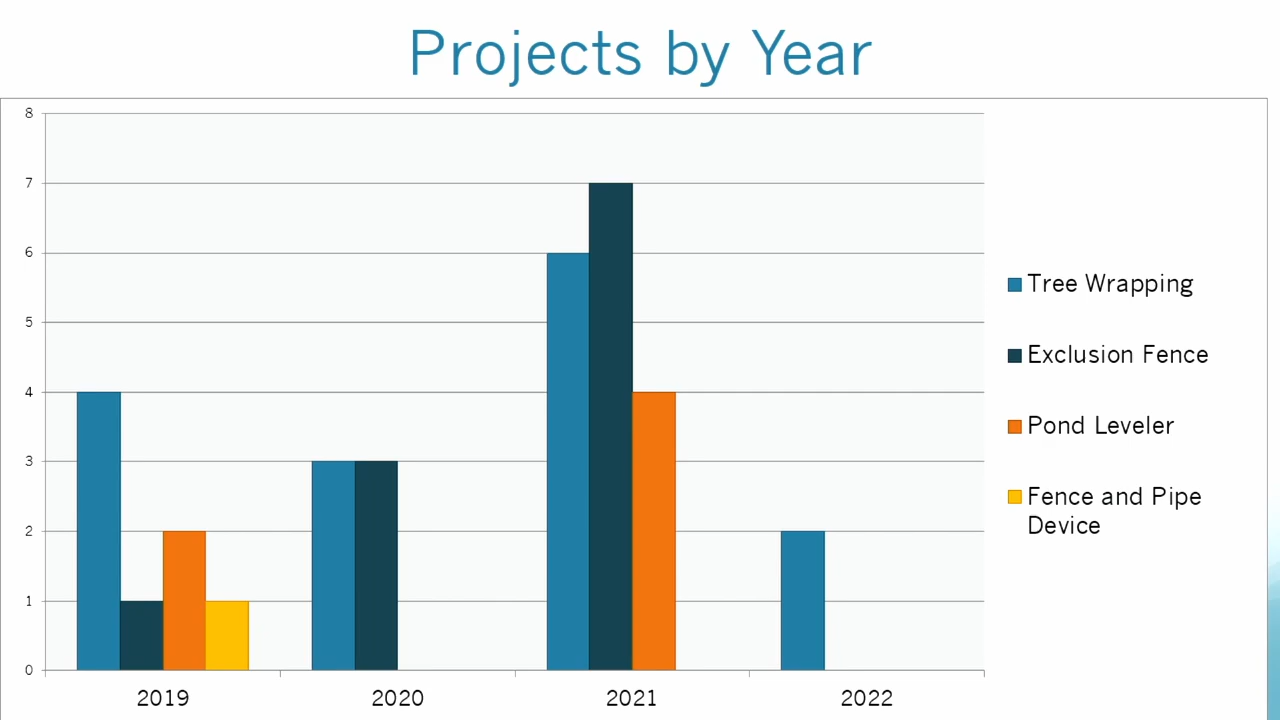 Projects by Year
8
7
6
5
4
3
2
1
0
2019 2020 2021 2022
Tree Wrapping
Exclusion Fence
Pond Leveler
Fence and Pipe
Device